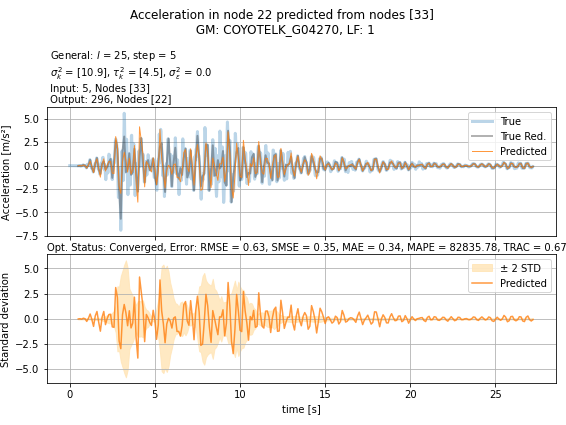 Acceleration in node 22 predicted from nodes [33]
GM: COYOTELK_G04270, LF: 1
General: l = 25, step = 5
σ²ₖ = [10.9], τ²ₖ = [4.5], σ²ε = 0.0
Input: 5, Nodes [33]
Output: 296, Nodes [22]
Acceleration [m/s²]
5.0
2.5
0.0
−2.5
−5.0
−7.5
True
True Red.
Predicted
Opt. Status: Converged, Error: RMSE = 0.63, SMSE = 0.35, MAE = 0.34, MAPE = 82835.78, TRAC = 0.67
Standard deviation
5.0
2.5
0.0
−2.5
−5.0
± 2 STD
Predicted
0 5 10 15 20 25
time [s]